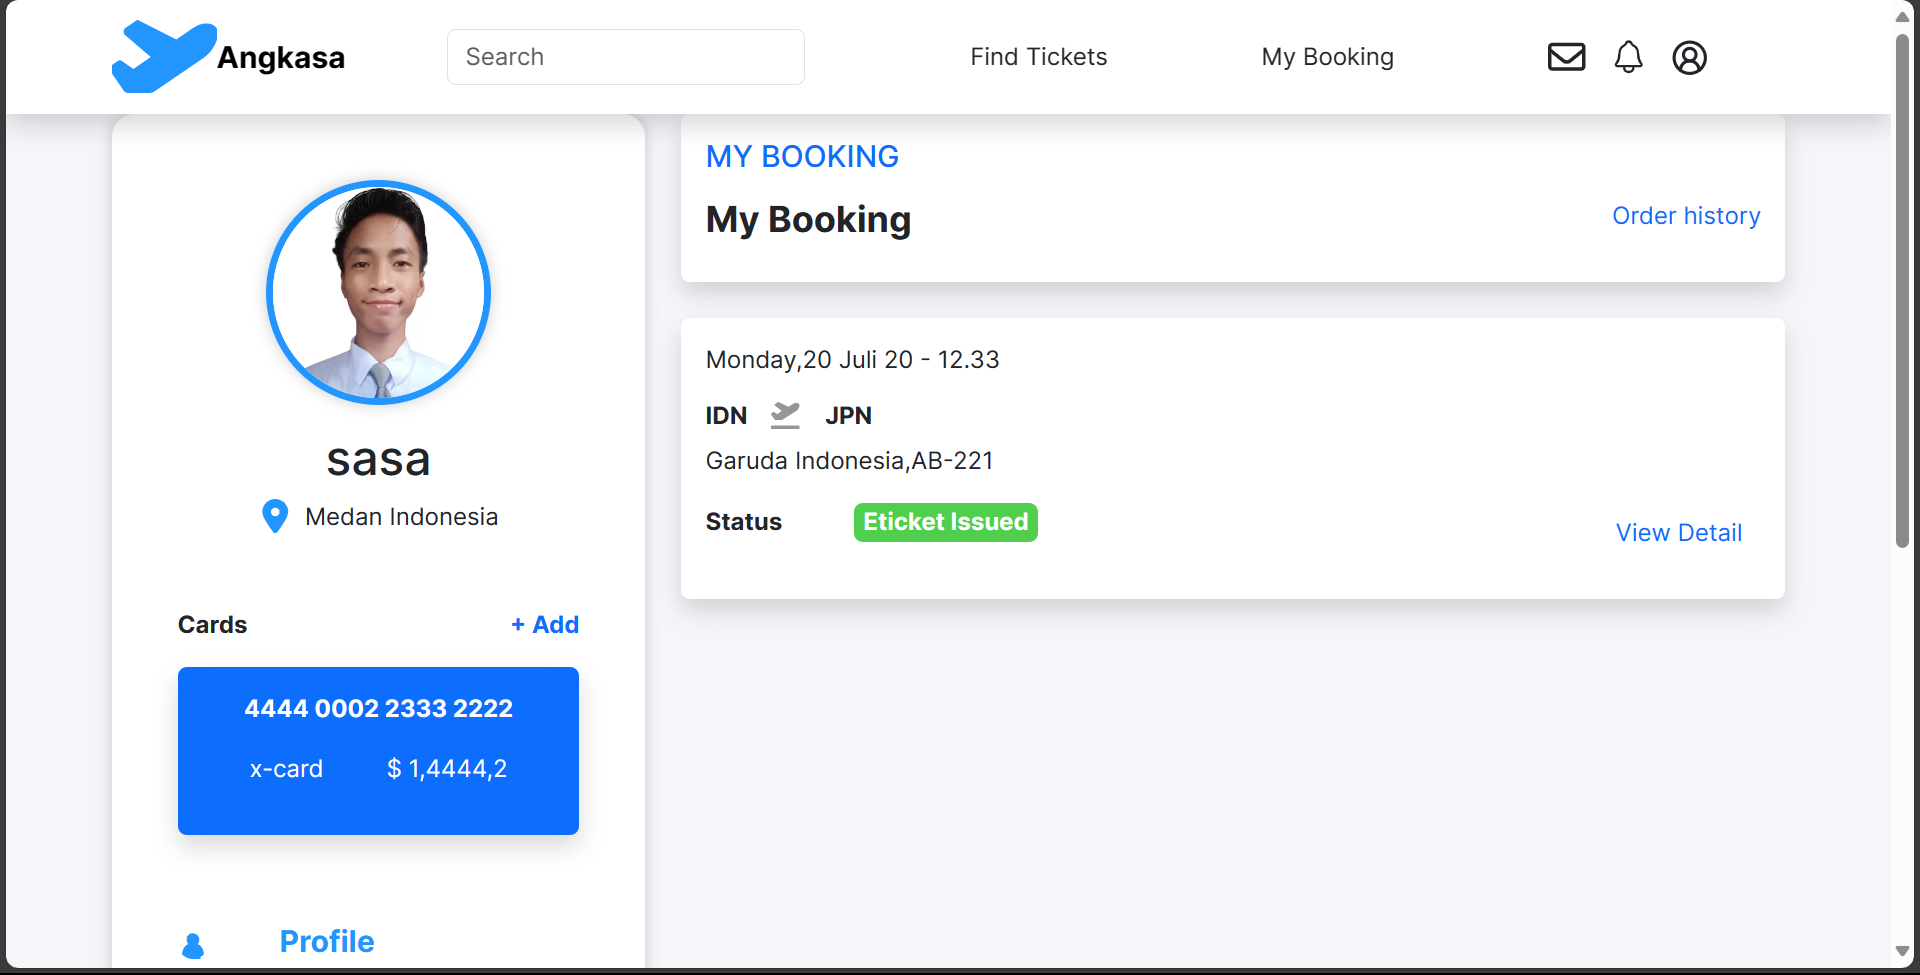 Angkasa
Search
Find Tickets
My Booking
sasa
Medan Indonesia
Cards
+ Add
4444 0002 2333 2222
x-card $ 1,4444,2
Profile
MY BOOKING
My Booking
Order history
Monday,20 Juli 20 - 12.33
IDN JPN
Garuda Indonesia,AB-221
Status Eticket Issued
View Detail